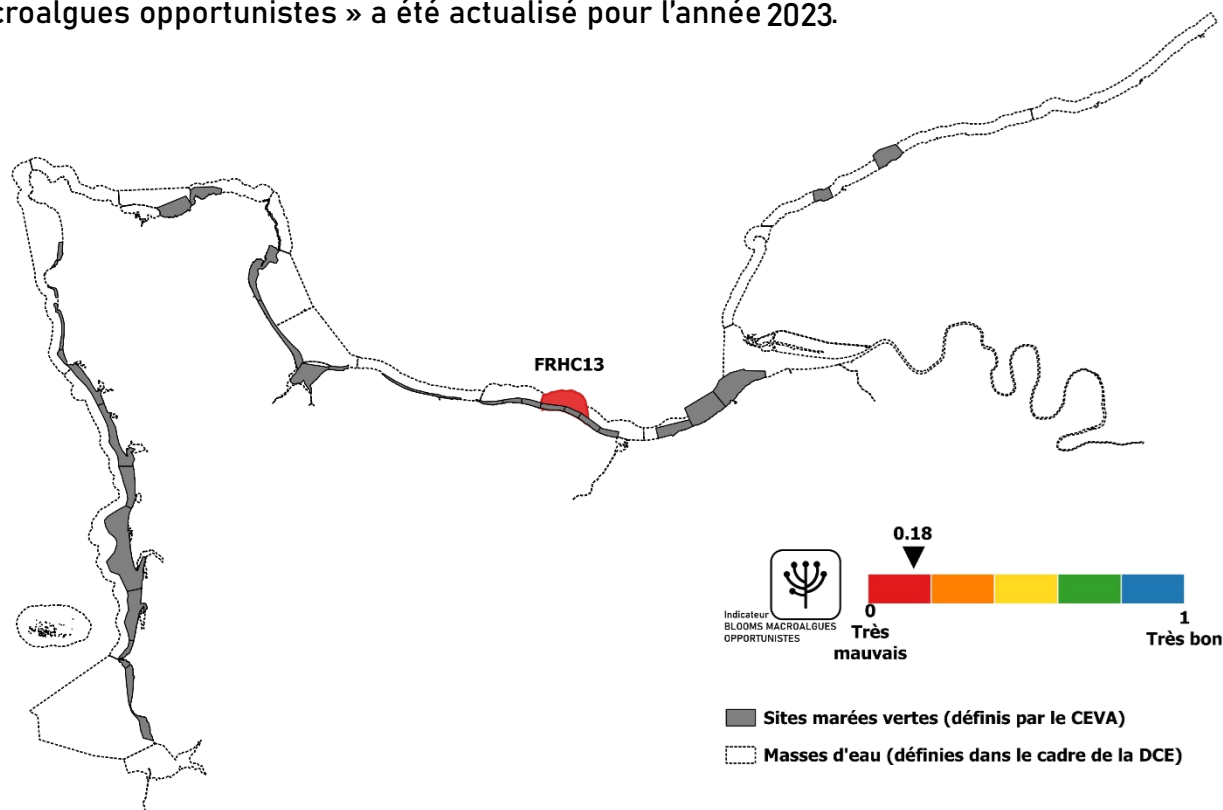 croalgues opportunistes » a été actualisé pour l'année 2023.
FRHC13
0.18
Indicateur
BLOOMS MACROALGUES
OPPORTUNISTES
0
1
Très
mauvais
Très bon
Sites marées vertes (définis par le CEVA)
Masses d'eau (définies dans le cadre de la DCE)